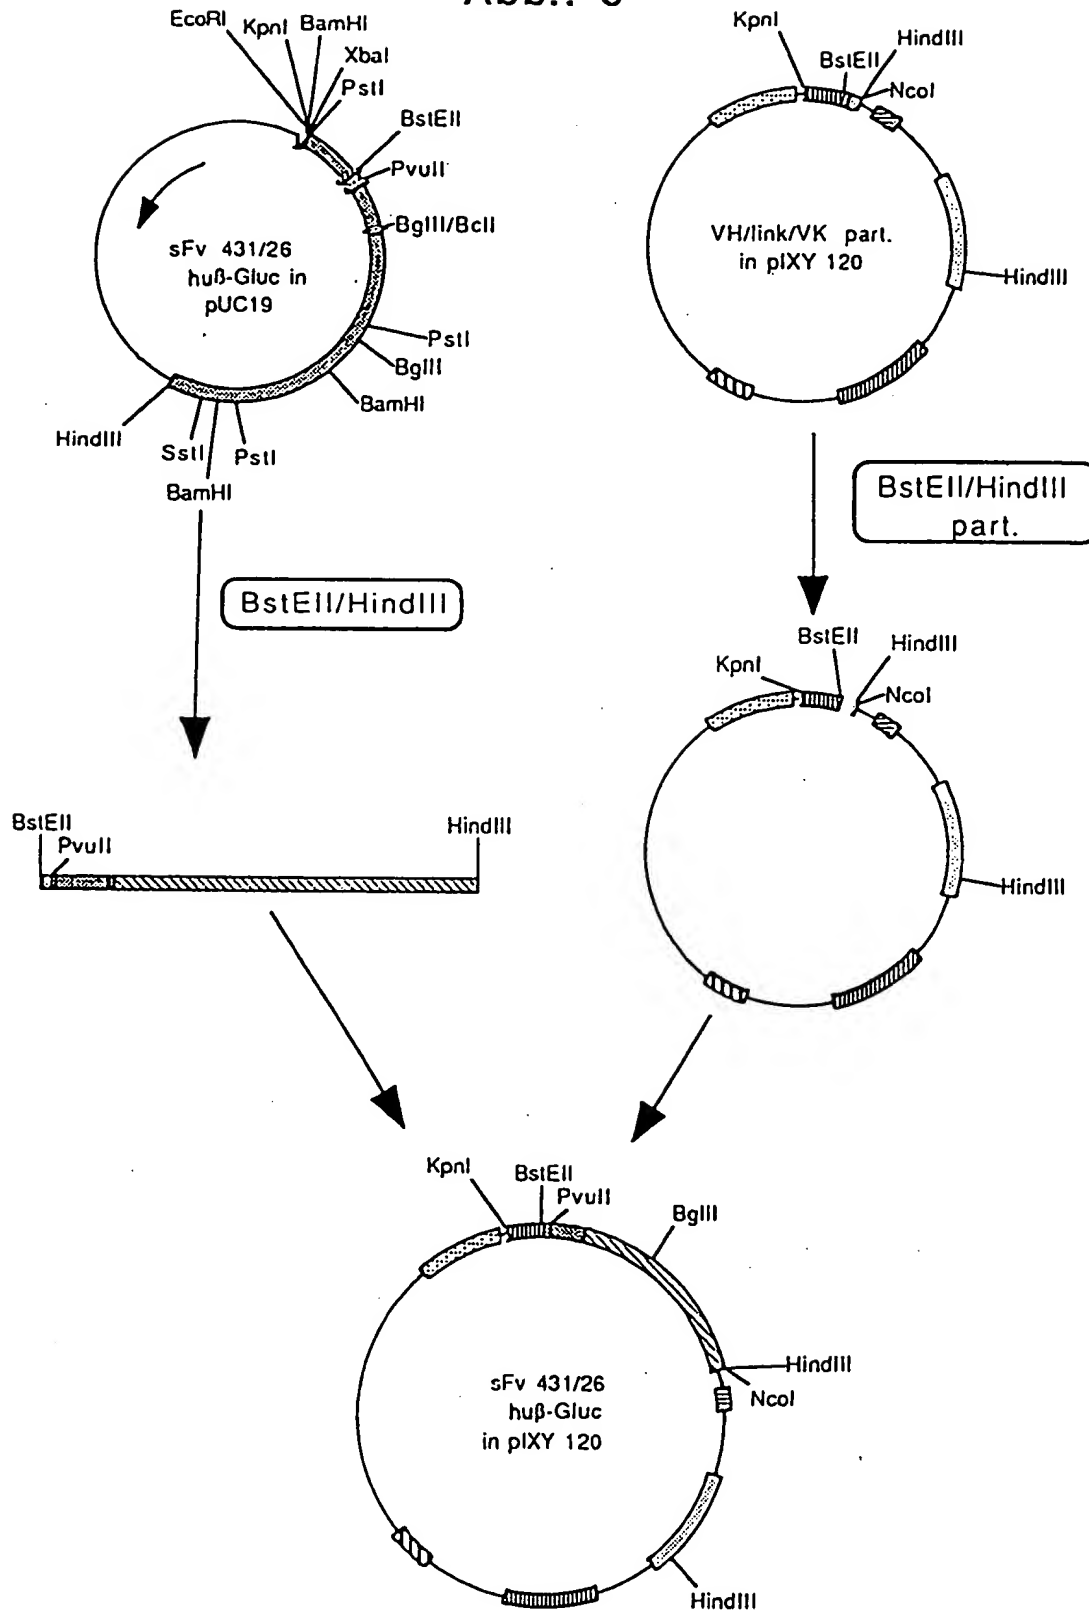 EcoRI
KpnI
BamHI
XbaI
PstI
BstEII
PvuII
BglII/BclI
sFv 431/26
huβ-Gluc in
pUC19
PstI
BglII
BamHI
HindIII
SstI
PstI
BamHI
KpnI
HindIII
BstEII
NcoI
VH/link/VK part.
in pIXY 120
HindIII
BstEII/HindIII
BstEII/HindIII
part.
BstEII
PvuII
HindIII
BstEII
HindIII
KpnI
NcoI
HindIII
KpnI
BstEII
PvuII
BglII
HindIII
NcoI
sFv 431/26
huβ-Gluc
in pIXY 120
HindIII